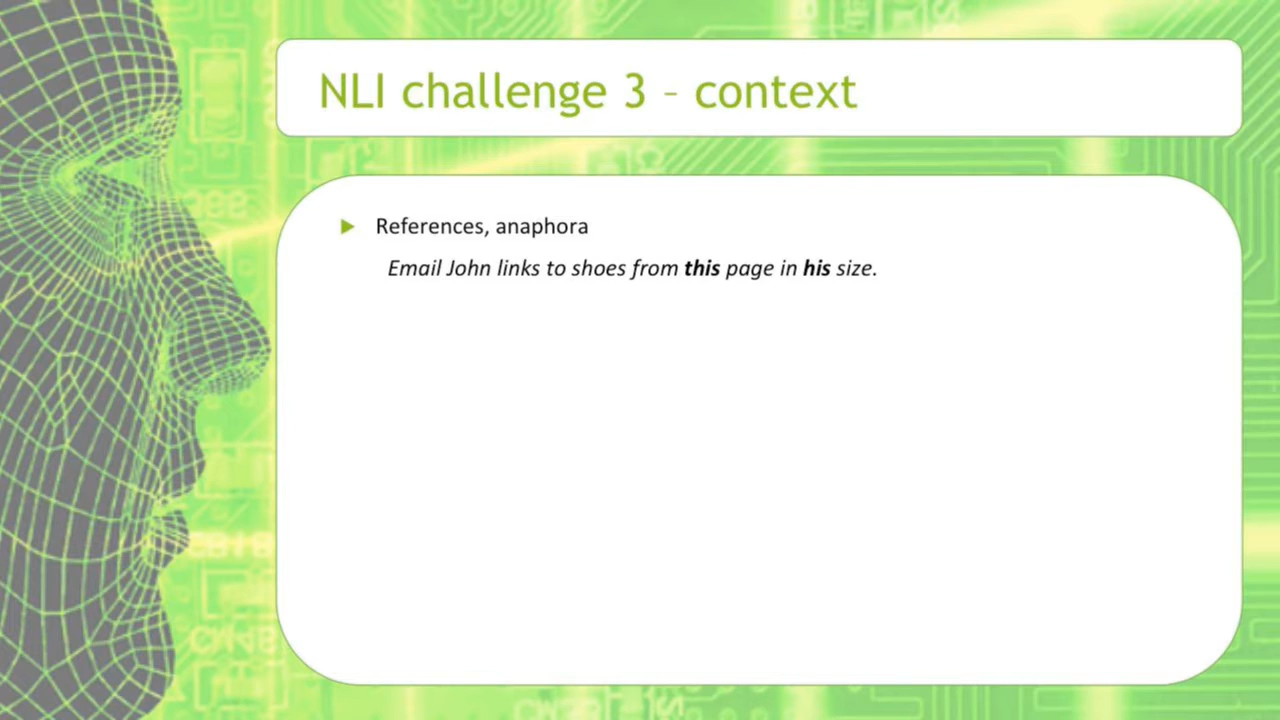 NLI challenge 3 – context
References, anaphora
Email John links to shoes from this page in his size.